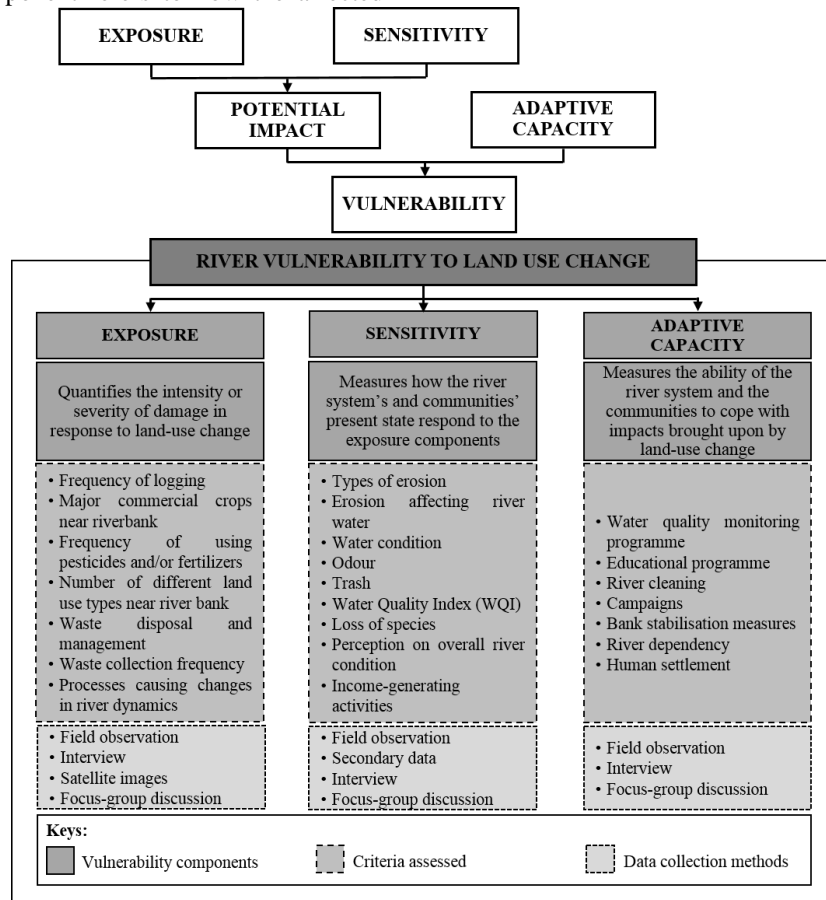 EXPOSURE
SENSITIVITY
POTENTIAL
IMPACT
ADAPTIVE
CAPACITY
VULNERABILITY
RIVER VULNERABILITY TO LAND USE CHANGE
EXPOSURE
Quantifies the intensity or
severity of damage in
response to land-use change
• Frequency of logging
• Major commercial crops
near riverbank
• Frequency of using
pesticides and/or fertilizers
• Number of different land
use types near river bank
• Waste disposal and
management
• Waste collection frequency
• Processes causing changes
in river dynamics
• Field observation
• Interview
• Satellite images
• Focus-group discussion
SENSITIVITY
Measures how the river
system's and communities'
present state respond to the
exposure components
• Types of erosion
• Erosion affecting river
water
• Water condition
• Odour
• Trash
• Water Quality Index (WQI)
• Loss of species
• Perception on overall river
condition
• Income-generating
activities
• Field observation
• Secondary data
• Interview
• Focus-group discussion
ADAPTIVE
CAPACITY
Measures the ability of the
river system and the
communities to cope with
impacts brought upon by
land-use change
• Water quality monitoring
programme
• Educational programme
• River cleaning
• Campaigns
• Bank stabilisation measures
• River dependency
• Human settlement
• Field observation
• Interview
• Focus-group discussion
Keys:
Vulnerability components
Criteria assessed
Data collection methods